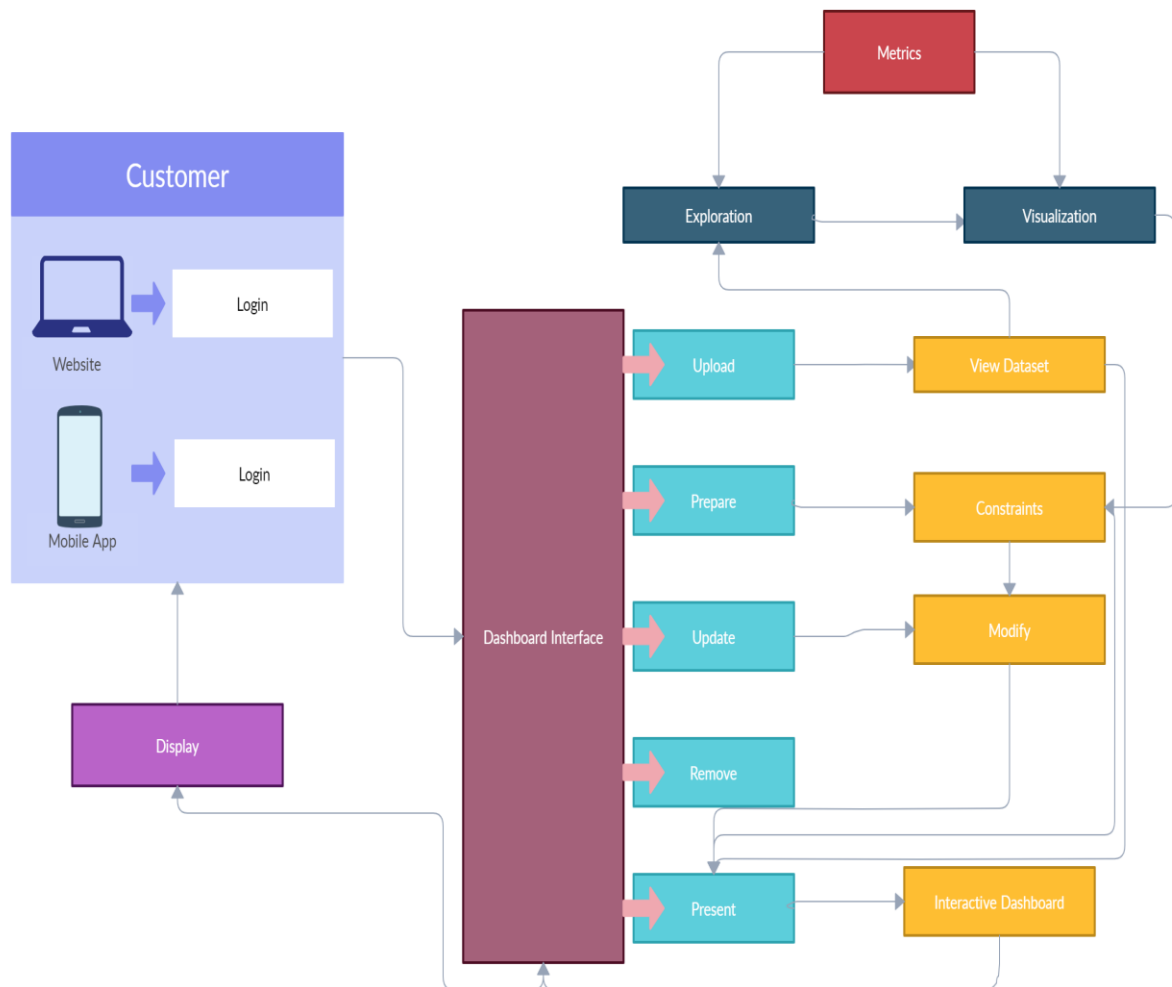 Metrics
Customer
Exploration
Visualization
Login
Website
Upload
View Dataset
Login
Mobile App
Prepare
Constraints
Dashboard Interface
Update
Modify
Display
Remove
Present
Interactive Dashboard